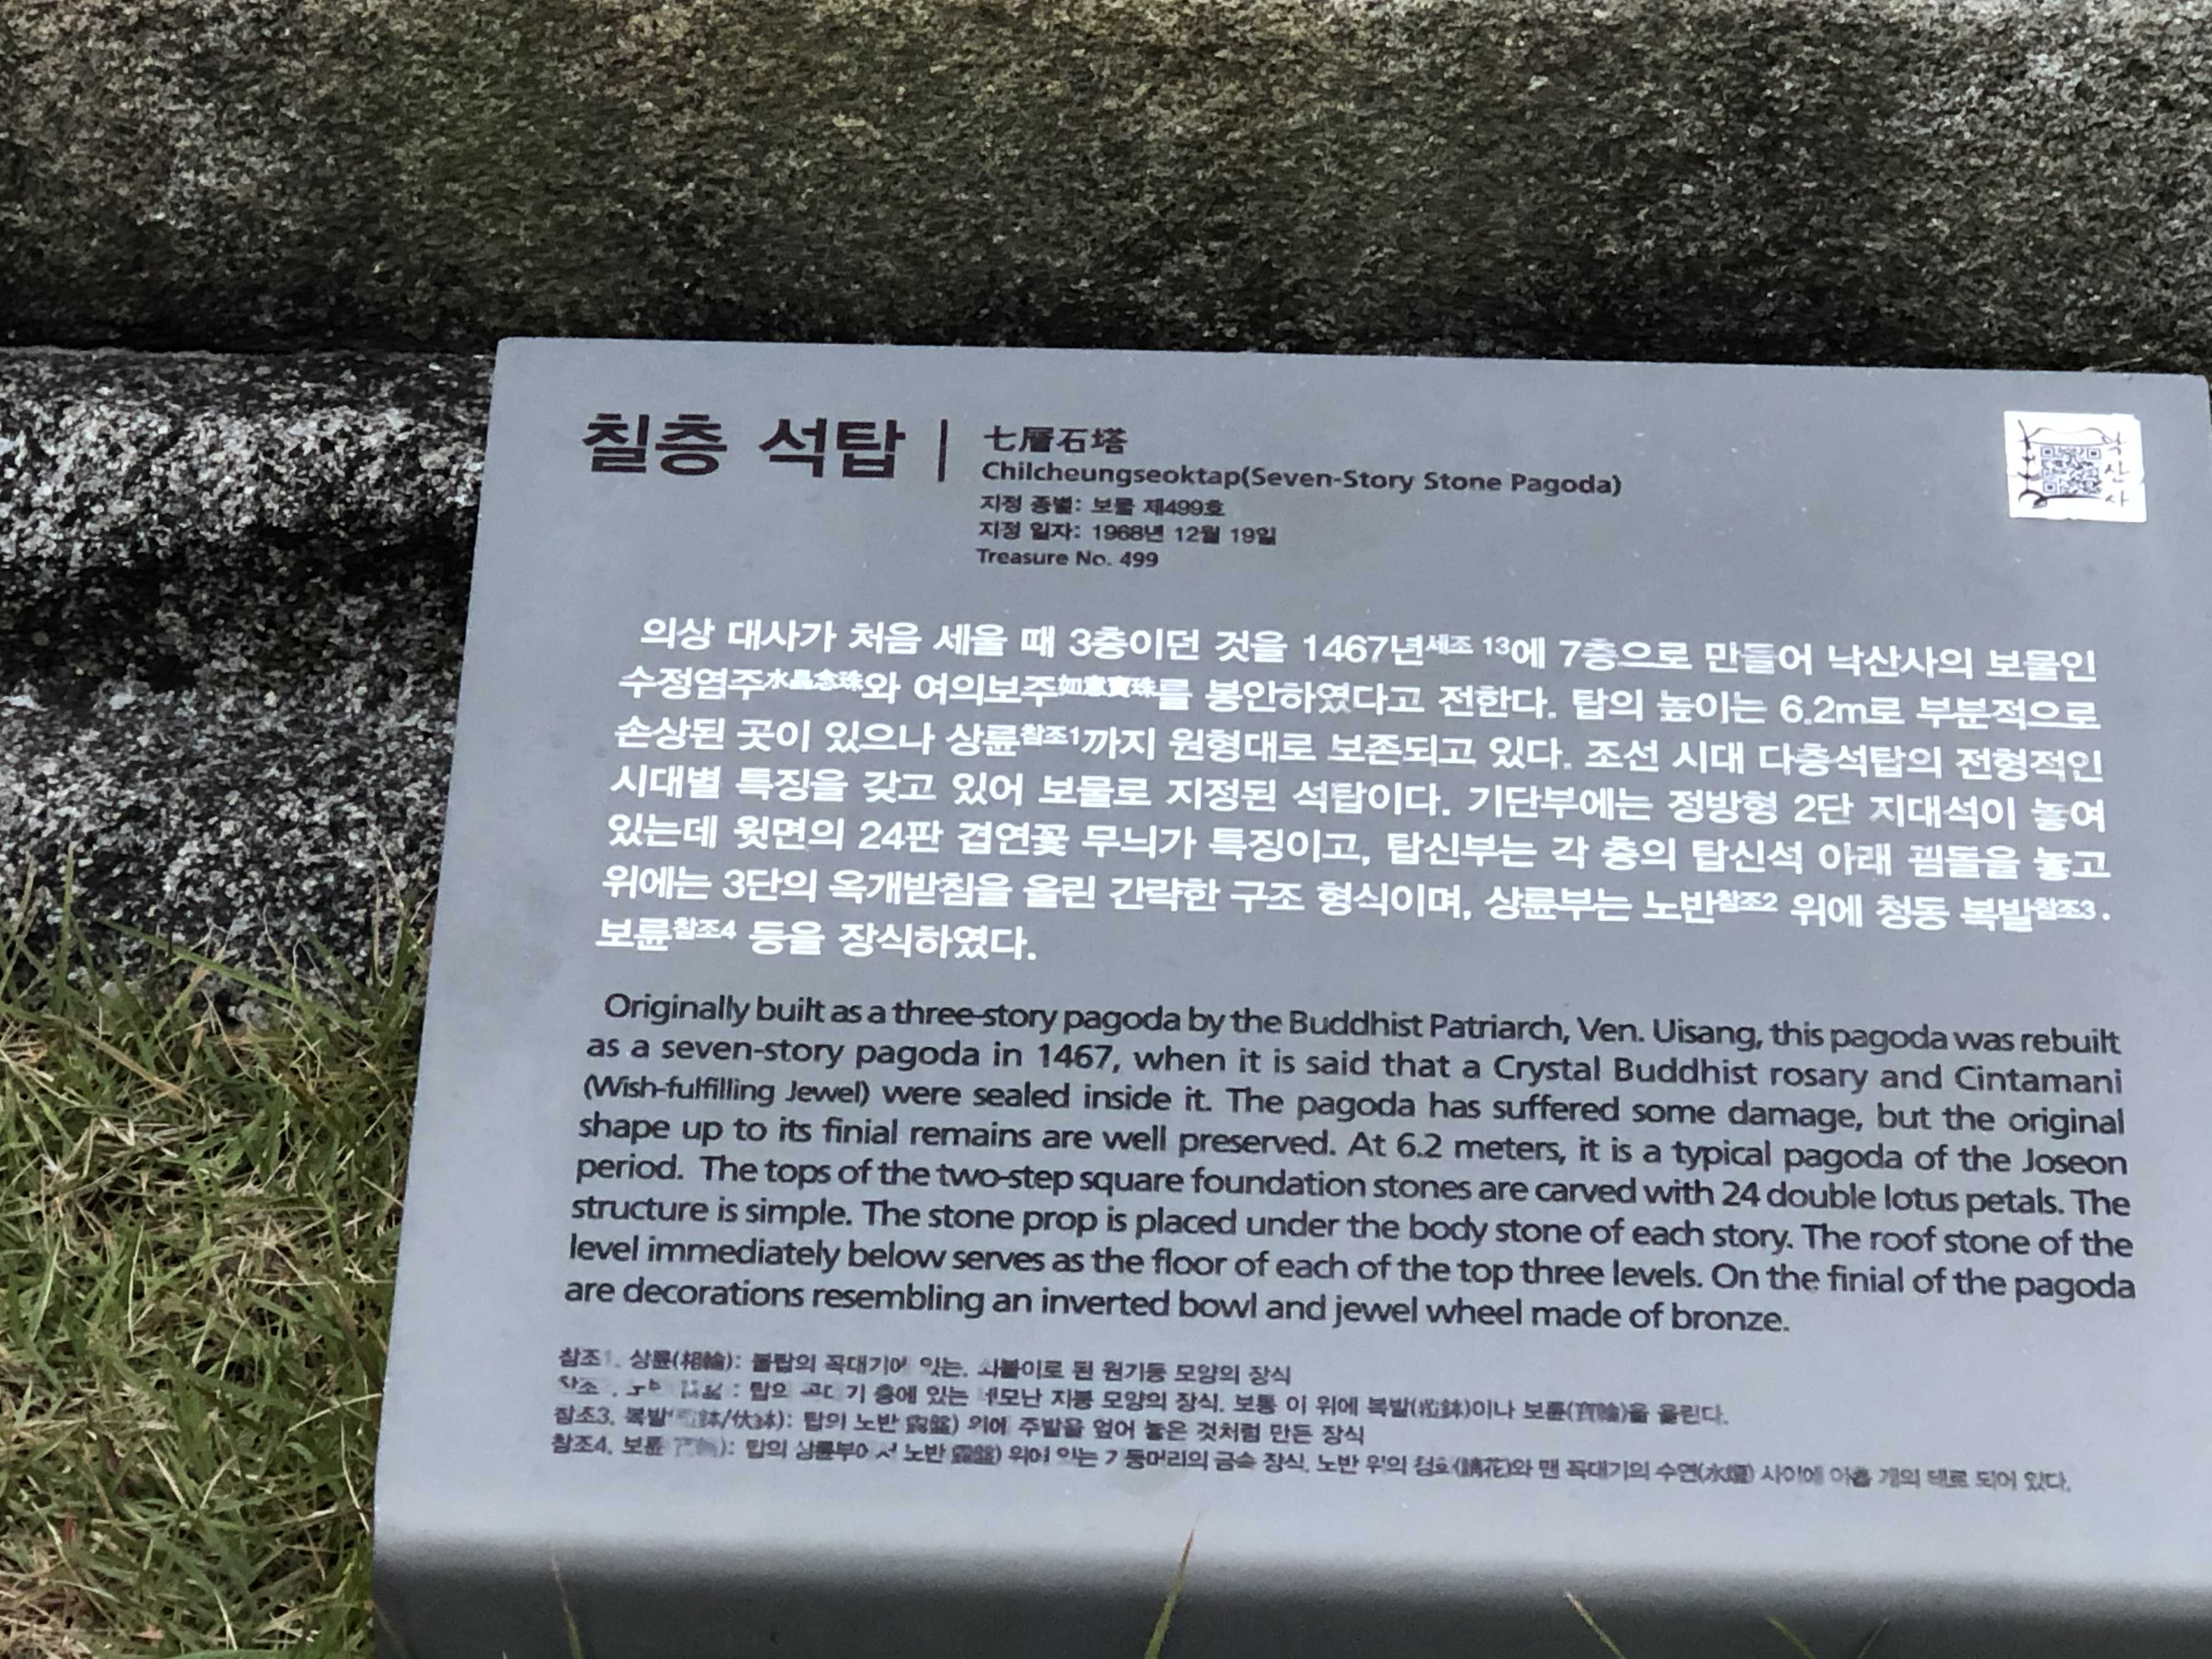 칠층 석탑
七層石塔
Chilcheungseoktap(Seven-Story Stone Pagoda)
지정 종별: 보물 제499호
지정 일자: 1968년 12월 19일
Treasure No. 499
낙산사
의상 대사가 처음 세울 때 3층이던 것을 1467년세조 13에 7층으로 만들어 낙산사의 보물인
수정염주水晶念珠와 여의보주如意寶珠를 봉안하였다고 전한다. 탑의 높이는 6.2m로 부분적으로
손상된 곳이 있으나 상륜참조1까지 원형대로 보존되고 있다. 조선 시대 다층석탑의 전형적인
시대별 특징을 갖고 있어 보물로 지정된 석탑이다. 기단부에는 정방형 2단 지대석이 놓여
있는데 윗면의 24판 겹연꽃 무늬가 특징이고, 탑신부는 각 층의 탑신석 아래 굄돌을 놓고
위에는 3단의 옥개받침을 올린 간략한 구조 형식이며, 상륜부는 노반참조2 위에 청동 복발참조3·
보륜참조4 등을 장식하였다.
Originally built as a three-story pagoda by the Buddhist Patriarch, Ven. Uisang, this pagoda was rebuilt
as a seven-story pagoda in 1467, when it is said that a Crystal Buddhist rosary and Cintamani
(Wish-fulfilling Jewel) were sealed inside it. The pagoda has suffered some damage, but the original
shape up to its finial remains are well preserved. At 6.2 meters, it is a typical pagoda of the Joseon
period. The tops of the two-step square foundation stones are carved with 24 double lotus petals. The
structure is simple. The stone prop is placed under the body stone of each story. The roof stone of the
level immediately below serves as the floor of each of the top three levels. On the finial of the pagoda
are decorations resembling an inverted bowl and jewel wheel made of bronze.
참조1. 상륜(相輪): 불탑의 꼭대기에 있는, 쇠붙이로 된 원기둥 모양의 장식
탑의 꼭대기 층에 있는 네모난 지붕 모양의 장식. 보통 이 위에 복발이나 보륜(寶輪)을 올린다.
참조3. 복발: 탑의 노반(露盤) 위에 주발을 엎어 놓은 것처럼 만든 장식
참조4. 보륜: 탑의 상륜부에서 노반(露盤) 위에 있는 기둥머리의 금속 장식. 노반 위의 청화(請花)와 맨 꼭대기의 수연(水煙) 사이에 아홉 개의 테로 되어 있다.